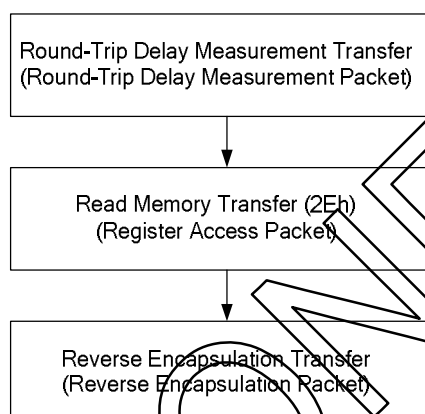 Round-Trip Delay Measurement Transfer
(Round-Trip Delay Measurement Packet)
Read Memory Transfer (2Eh)
(Register Access Packet)
Reverse Encapsulation Transfer
(Reverse Encapsulation Packet)